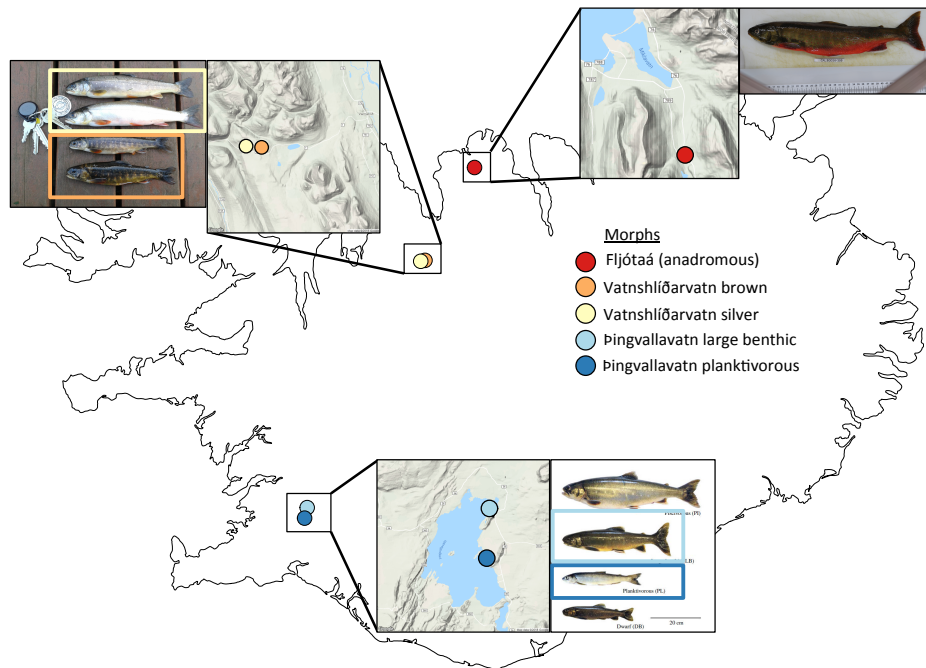 Morphs
Fljótaá (anadromous)
Vatnshlíðarvatn brown
Vatnshlíðarvatn silver
Þingvallavatn large benthic
Þingvallavatn planktivorous
Planktivorous (PL)
Dwarf (DB)
20 cm